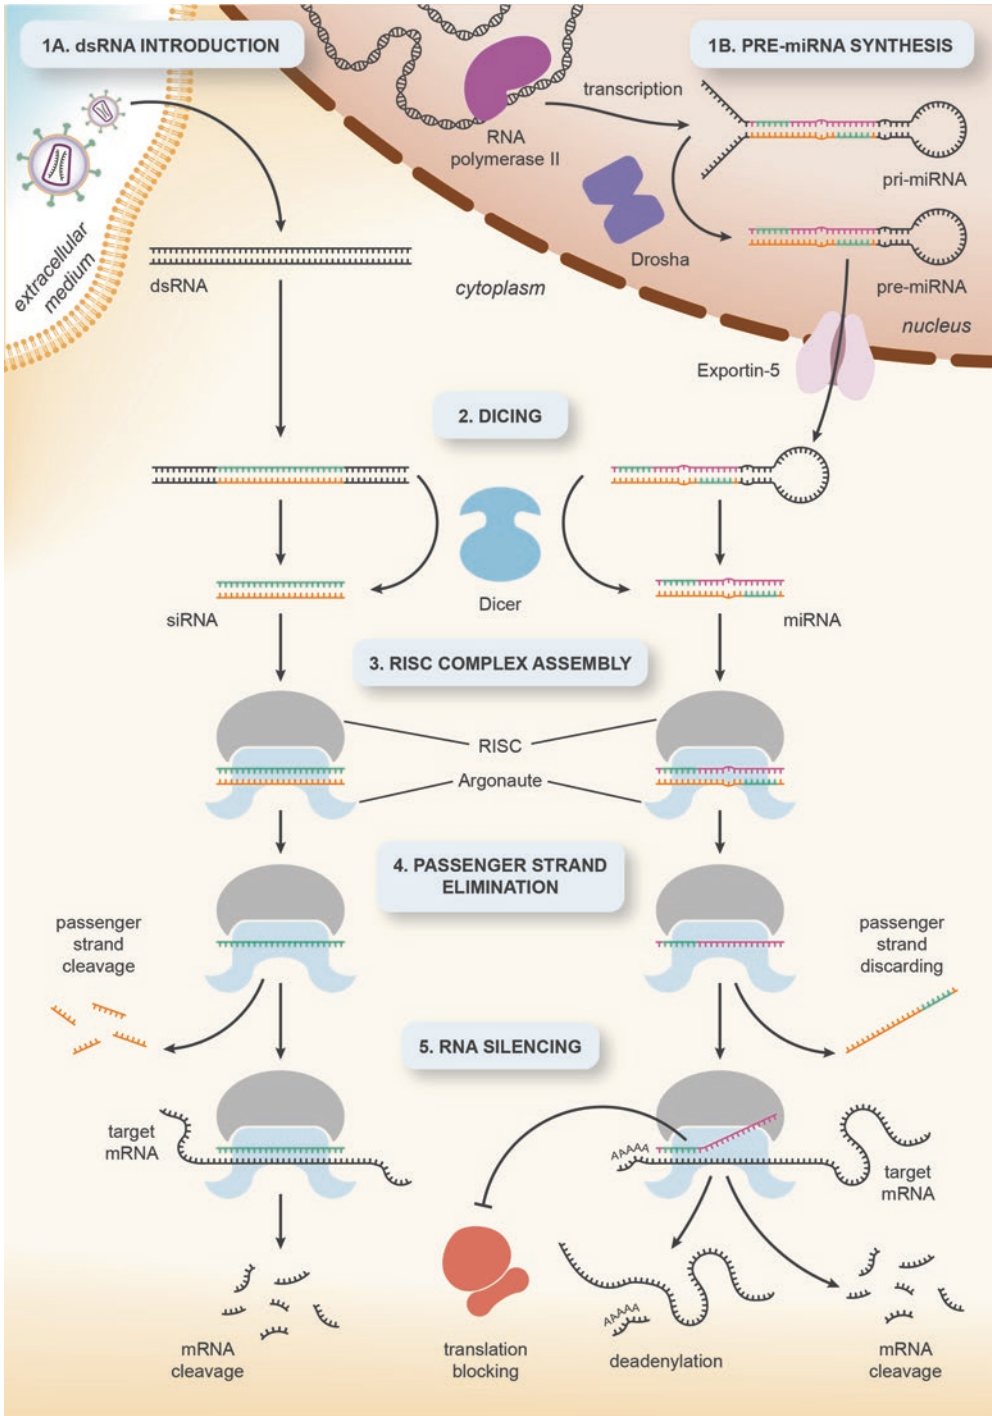 1A. dsRNA INTRODUCTION
1B. PRE-miRNA SYNTHESIS
transcription
RNA
polymerase II
pri-miRNA
Drosha
extracellular
medium
dsRNA
cytoplasm
pre-miRNA
nucleus
Exportin-5
2. DICING
Dicer
siRNA
miRNA
3. RISC COMPLEX ASSEMBLY
RISC
Argonaute
4. PASSENGER STRAND
ELIMINATION
passenger
strand
cleavage
passenger
strand
discarding
5. RNA SILENCING
target
mRNA
AAAAA
target
mRNA
AAAAA
mRNA
cleavage
translation
blocking
deadenylation
mRNA
cleavage